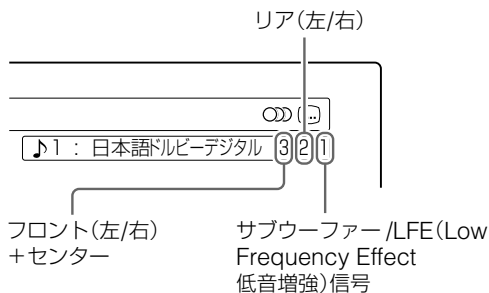 リア(左/右)
♪1 : 日本語ドルビーデジタル 3 2 1
フロント(左/右)
+センター
サブウーファー/LFE(Low
Frequency Effect
低音増強)信号